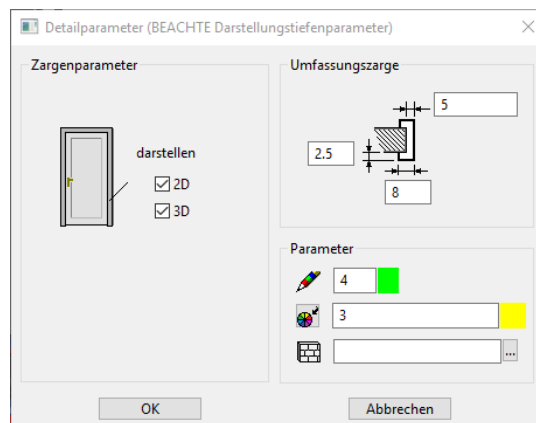 Detailparameter (BEACHTE Darstellungstiefenparameter)
Zargenparameter
darstellen
2D
3D
Umfassungszarge
5
2.5
8
Parameter
4
3
...
OK
Abbrechen